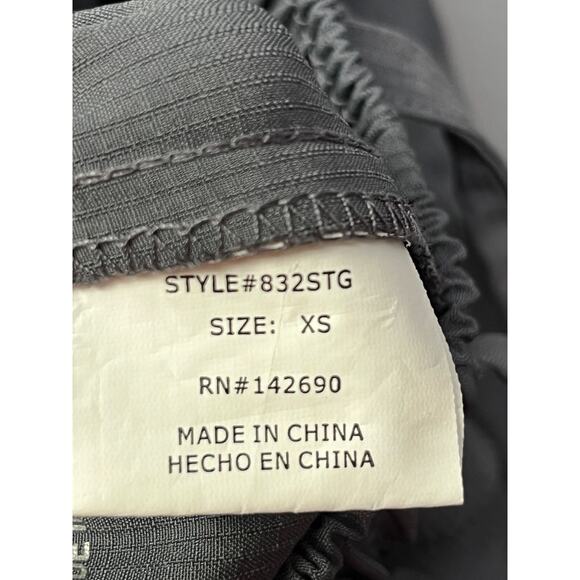 STYLE#832STG
SIZE: XS
RN#142690
MADE IN CHINA
HECHO EN CHINA